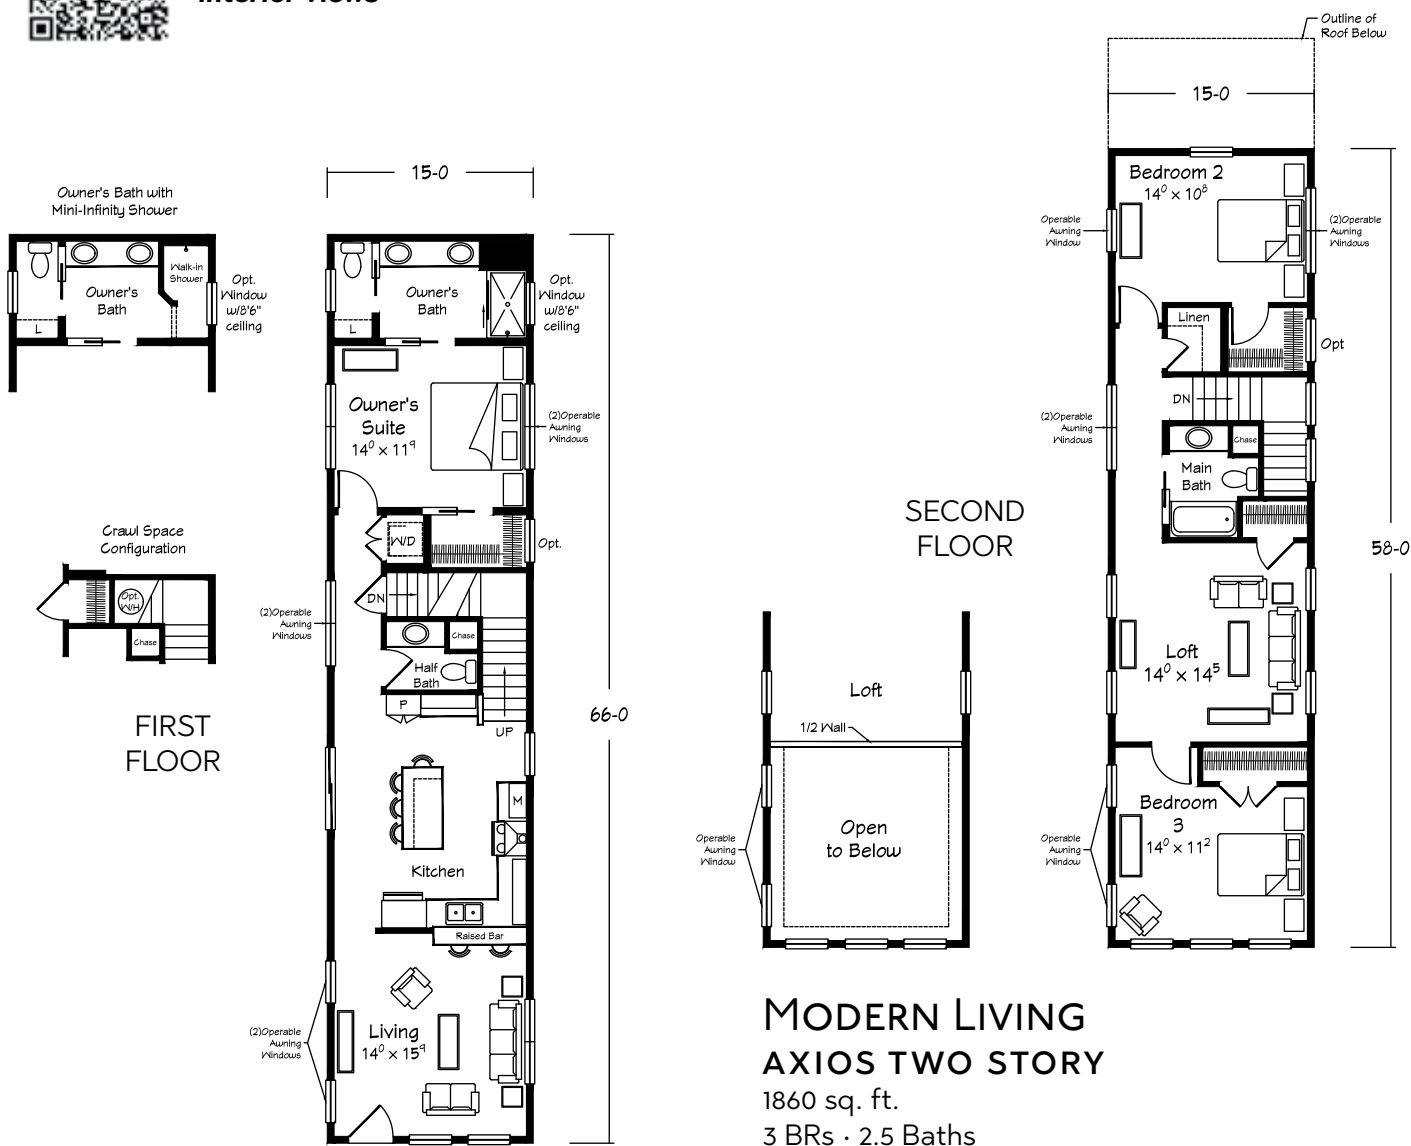 Interior Views
Outline of
Roof Below
15-0
15-0
Owner's Bath with
Mini-Infinity Shower
Walk-in
Shower
Owner's
Bath
L
Opt.
Window
w/8'6"
ceiling
Owner's
Bath
L
Opt.
Window
w/8'6"
ceiling
Owner's
Suite
14⁰ x 11⁹
(2)Operable
Awning
Windows
W/D
Opt.
Crawl Space
Configuration
Opt.
W/H
Chase
DN
(2)Operable
Awning
Windows
Chase
Half
Bath
P
UP
66-0
FIRST
FLOOR
M
Kitchen
Raised Bar
(2)Operable
Awning
Windows
Living
14⁰ x 15⁹
Bedroom 2
14⁰ x 10⁸
Operable
Awning
Window
(2)Operable
Awning
Windows
Linen
Opt
DN
(2)Operable
Awning
Windows
Chase
Main
Bath
SECOND
FLOOR
58-0
Loft
14⁰ x 14⁵
Loft
1/2 Wall
Open
to Below
Operable
Awning
Window
Bedroom
3
14⁰ x 11²
Operable
Awning
Window
MODERN LIVING
AXIOS TWO STORY
1860 sq. ft.
3 BRs · 2.5 Baths